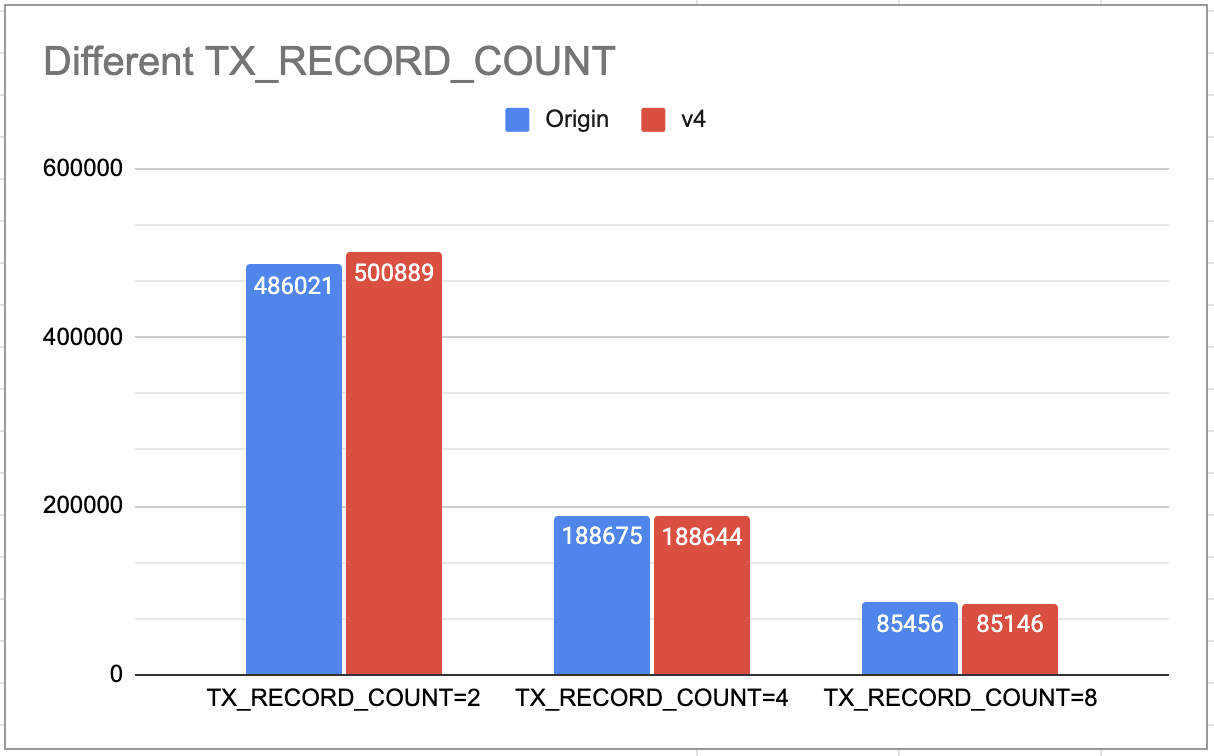 Different TX_RECORD_COUNT
Origin v4
600000
400000
200000
0
486021 500889
188675 188644
85456 85146
TX_RECORD_COUNT=2 TX_RECORD_COUNT=4 TX_RECORD_COUNT=8